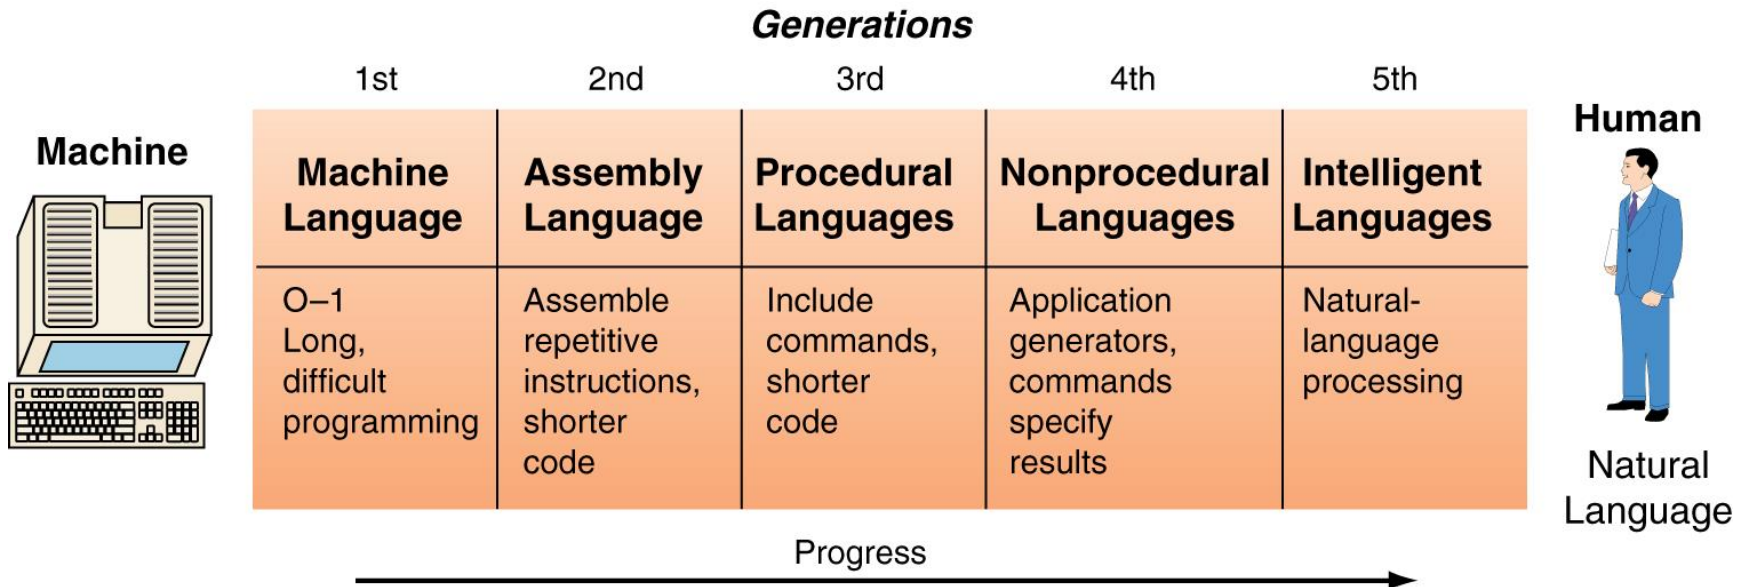 Generations
1st 2nd 3rd 4th 5th
Machine
Human
Machine
Language
Assembly
Language
Procedural
Languages
Nonprocedural
Languages
Intelligent
Languages
O–1
Long,
difficult
programming
Assemble
repetitive
instructions,
shorter
code
Include
commands,
shorter
code
Application
generators,
commands
specify
results
Natural-
language
processing
Natural
Language
Progress